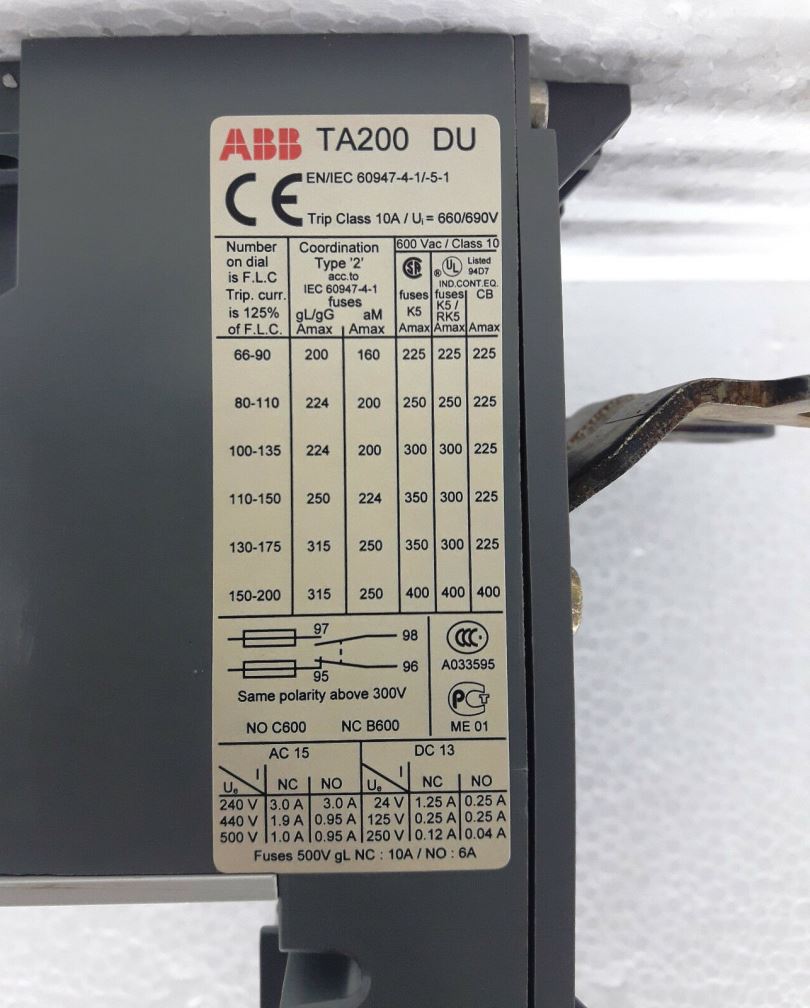 ABB TA200 DU
CE EN/IEC 60947-4-1/-5-1
Trip Class 10A / Ui = 660/690V
Number on dial is F.L.C Trip. curr. is 125% of F.L.C.
Coordination Type '2' acc.to IEC 60947-4-1 fuses
gL/gG Amax aM Amax
600 Vac / Class 10
SA fuses K5 Amax
® UL Listed 94D7
IND.CONT.EQ.
fuses K5 / RK5 Amax
CB Amax
66-90 200 160 225 225 225
80-110 224 200 250 250 225
100-135 224 200 300 300 225
110-150 250 224 350 300 225
130-175 315 250 350 300 225
150-200 315 250 400 400 400
97 98
95 96
Same polarity above 300V
NO C600 NC B600
CCC
A033595
РСТ
ME 01
AC 15 DC 13
Ue I NC NO Ue I NC NO
240 V 3.0 A 3.0 A 24 V 1.25 A 0.25 A
440 V 1.9 A 0.95 A 125 V 0.25 A 0.25 A
500 V 1.0 A 0.95 A 250 V 0.12 A 0.04 A
Fuses 500V gL NC : 10A / NO : 6A